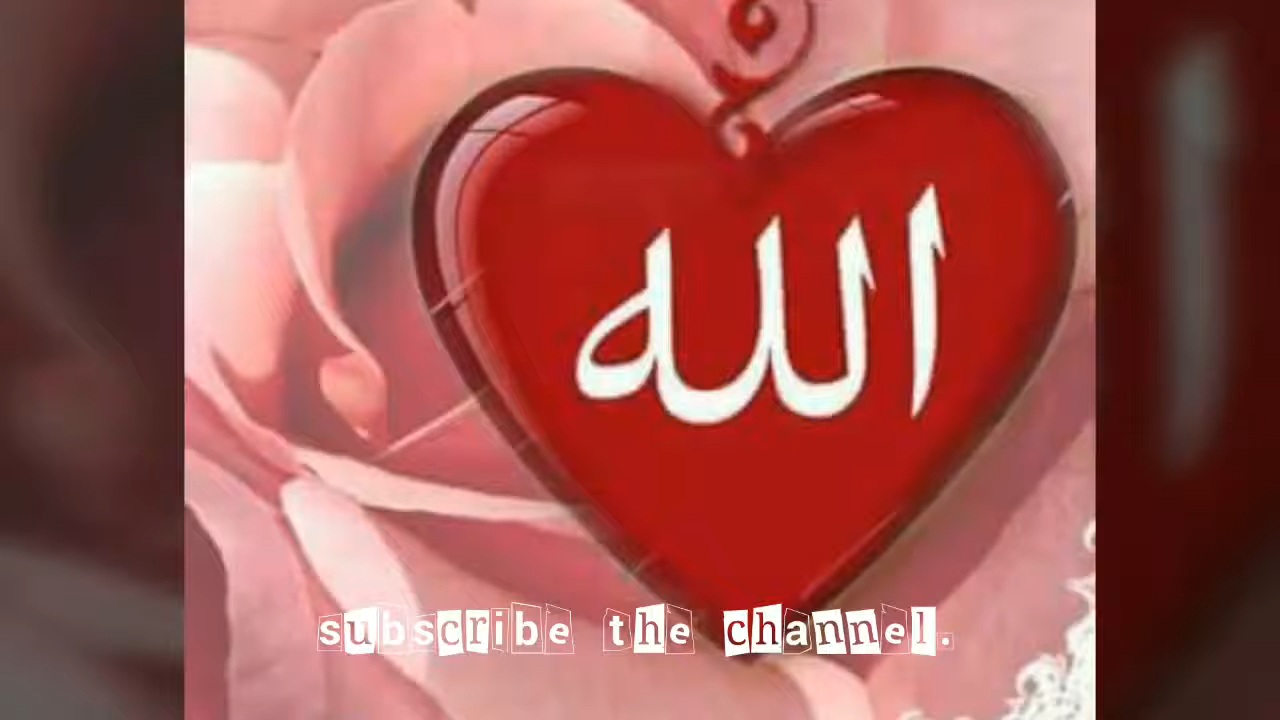 الله
subscribe the channel.